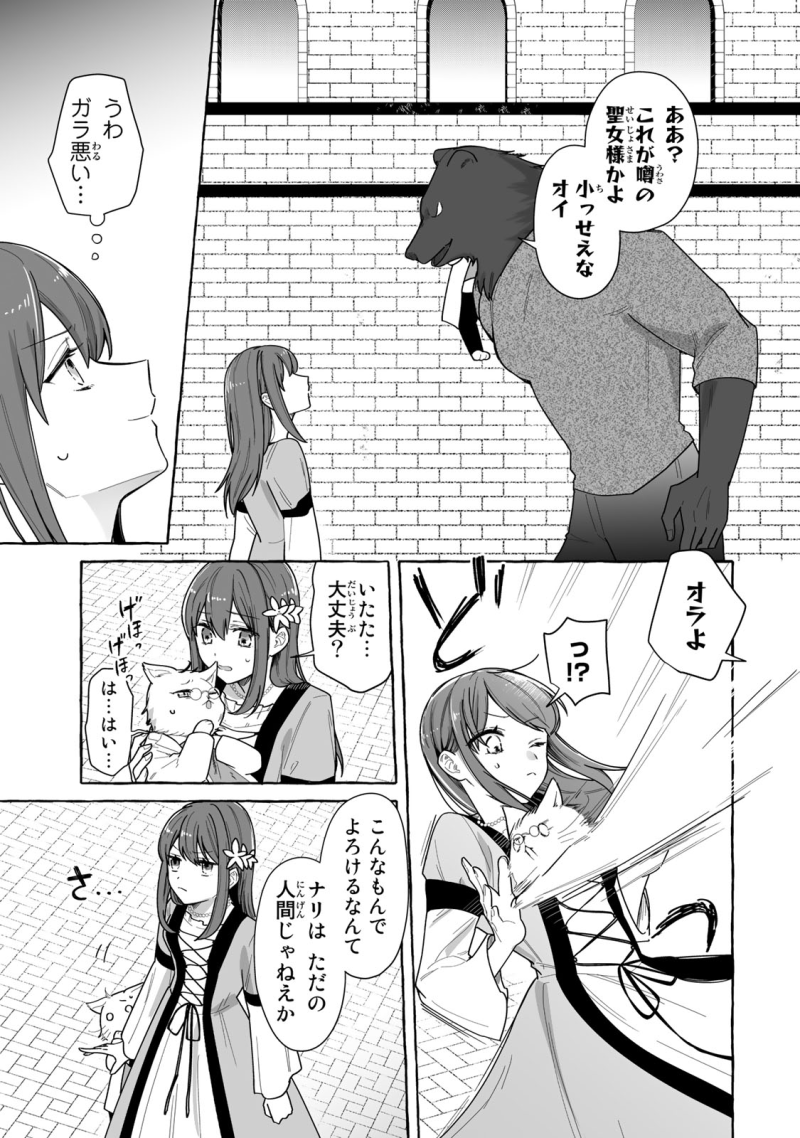 ああ?
これが噂の
聖女様かよ
小っせえな
オイ
うわ
ガラ悪い…
オラよ
っ!?
いたた…
大丈夫?
げほっ
げほっ
は…はい…
こんなもんで
よろけるなんて
ナリは ただの
人間じゃねえか
さ…